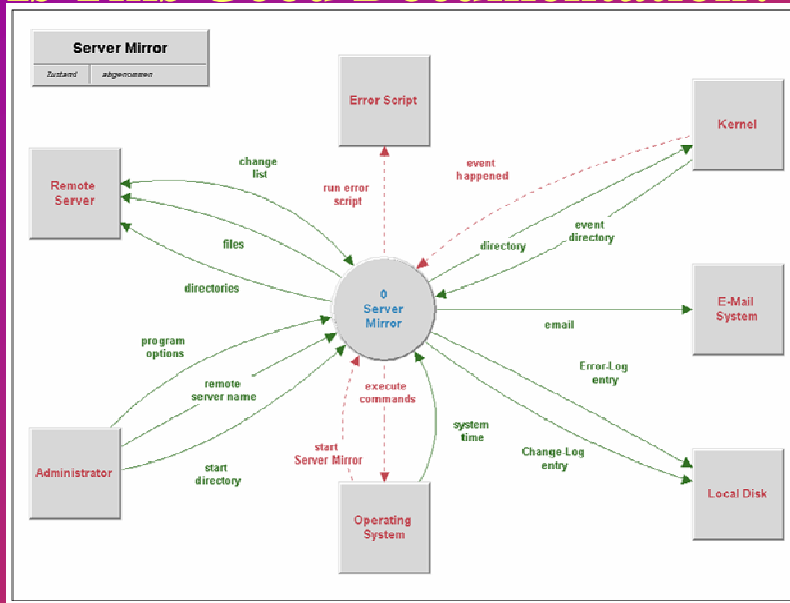 Server Mirror
Zustand abgenommen
Error Script
Kernel
Remote
Server
change
list
run error
script
event
happened
files
directory
event
directory
directories
0
Server
Mirror
E-Mail
System
email
program
options
remote
server name
execute
commands
Error-Log
entry
start
Server Mirror
system
time
Change-Log
entry
start
directory
Administrator
Operating
System
Local Disk